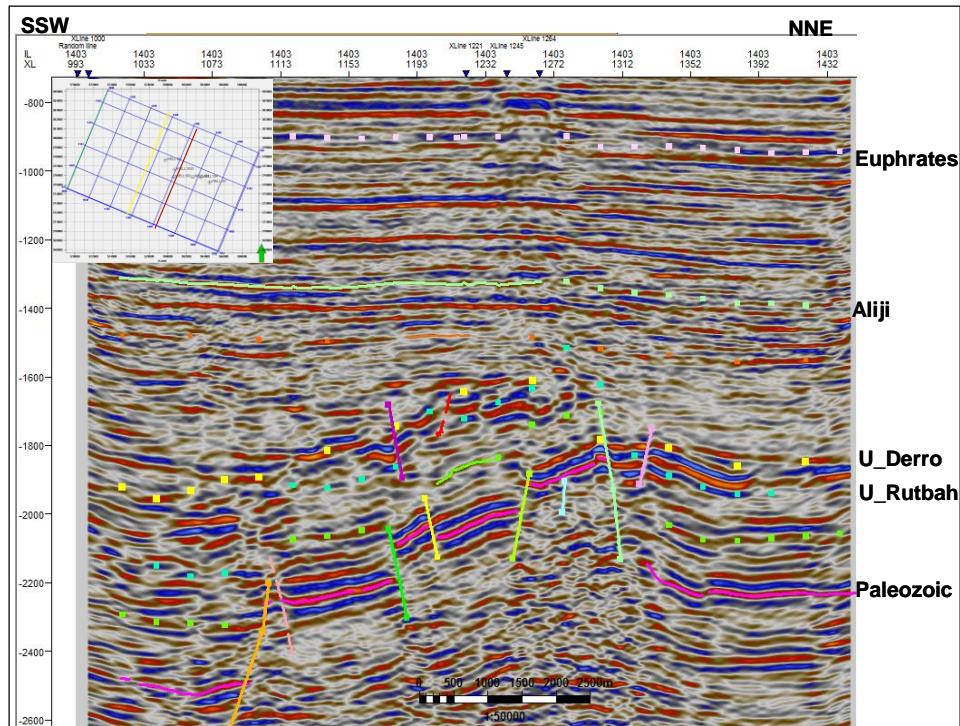 SSW
NNE
XLine 1000
XLine 1264
Random line
XLine 1221 XLine 1245
IL 1403 1403 1403 1403 1403 1403 1403 1403 1403 1403 1403 1403
XL 993 1033 1073 1113 1153 1193 1233 1272 1312 1352 1392 1432
-800
Euphrates
-1000
-1200
Aliji
-1400
-1600
-1800
U_Derro
U_Rutbah
-2000
-2200
Paleozoic
-2400
0 500 1000 1500 2000 2500m
1:50000
-2600